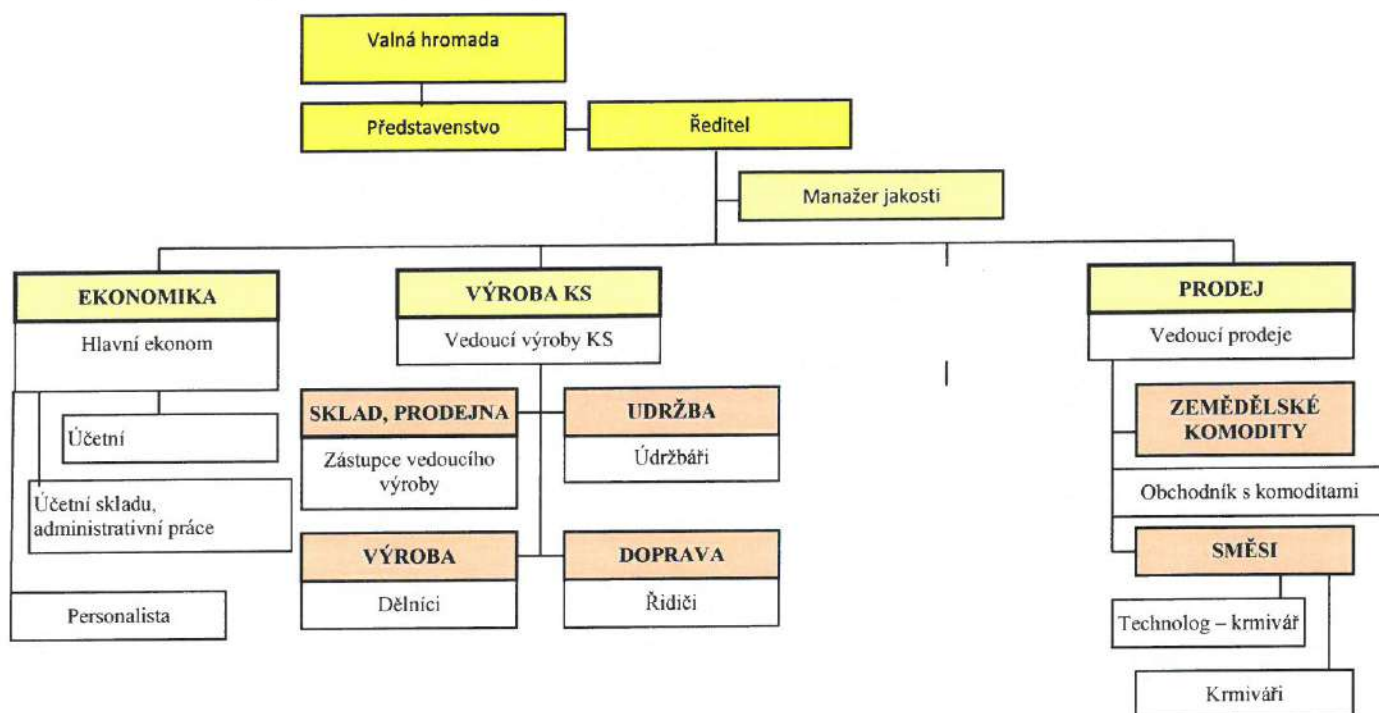 Valná hromada
Představenstvo
Ředitel
Manažer jakosti
EKONOMIKA
Hlavní ekonom
Účetní
Účetní skladu,
administrativní práce
Personalista
VÝROBA KS
Vedoucí výroby KS
SKLAD, PRODEJNA
Zástupce vedoucího
výroby
UDRŽBA
Údržbáři
VÝROBA
Dělníci
DOPRAVA
Řidiči
PRODEJ
Vedoucí prodeje
ZEMĚDĚLSKÉ
KOMODITY
Obchodník s komoditami
SMĚSI
Technolog – krmivář
Krmiváři